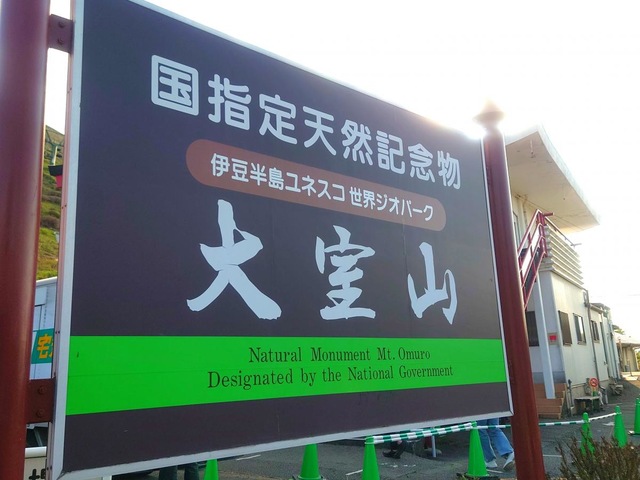 国指定天然記念物
伊豆半島ユネスコ 世界ジオパーク
大室山
Natural Monument Mt. Omuro
Designated by the National Government
宅